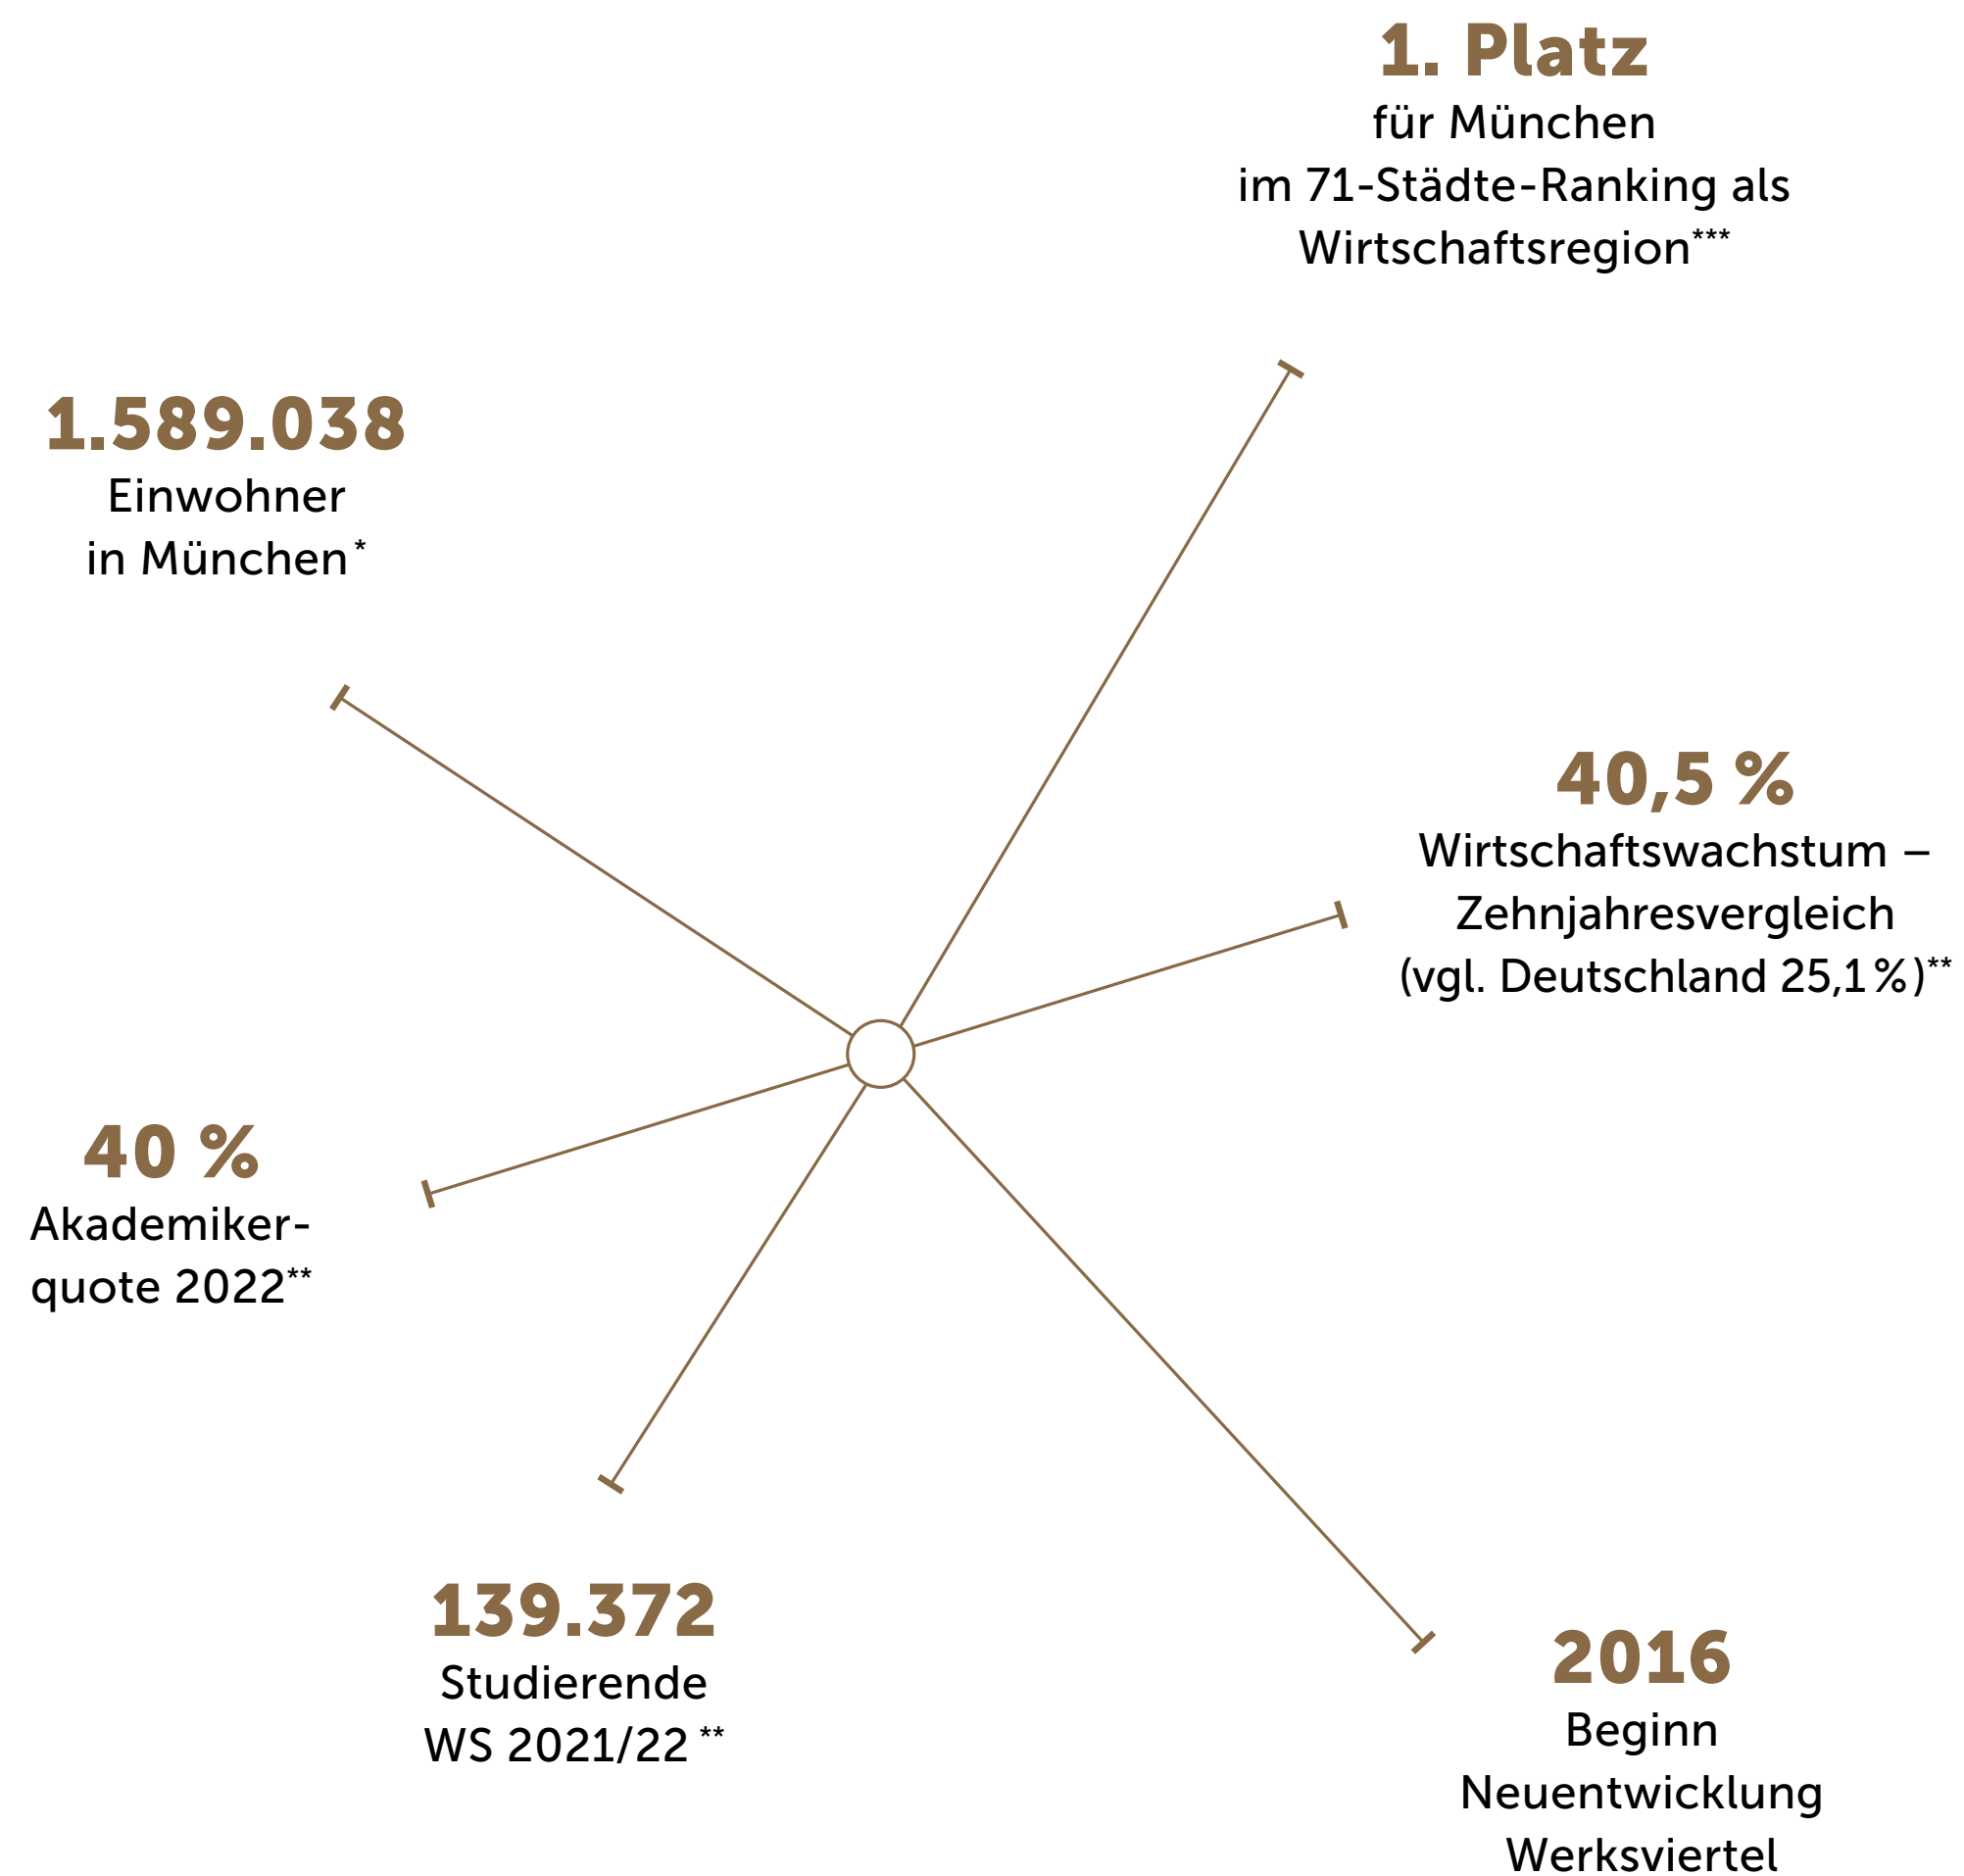 1. Platz
für München
im 71-Städte-Ranking als
Wirtschaftsregion***
1.589.038
Einwohner
in München*
40,5 %
Wirtschaftswachstum –
Zehnjahresvergleich
(vgl. Deutschland 25,1 %)**
40 %
Akademiker-
quote 2022**
139.372
Studierende
WS 2021/22 **
2016
Beginn
Neuentwicklung
Werksviertel